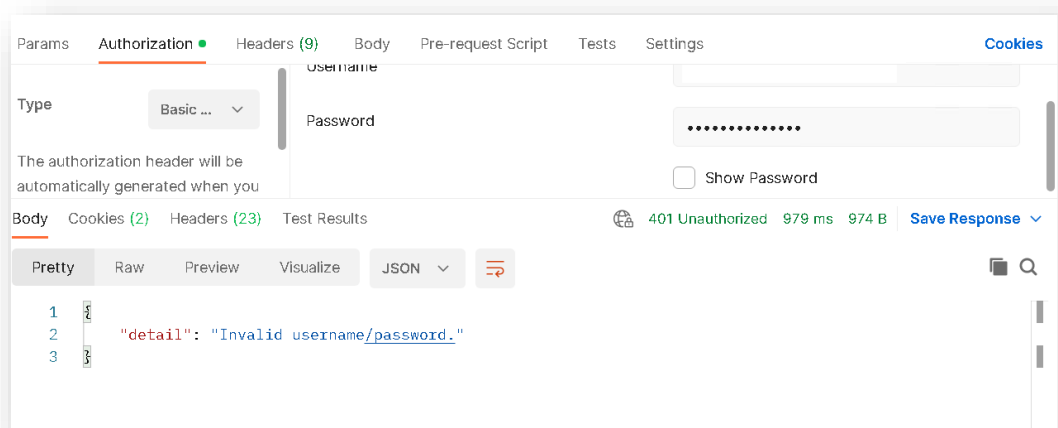 Params Authorization Headers (9) Body Pre-request Script Tests Settings Cookies
Username
Type Basic ...
Password ••••••••••••••
The authorization header will be
automatically generated when you
Show Password
Body Cookies (2) Headers (23) Test Results 401 Unauthorized 979 ms 974 B Save Response
Pretty Raw Preview Visualize JSON
1 {
2 "detail": "Invalid username/password."
3 }